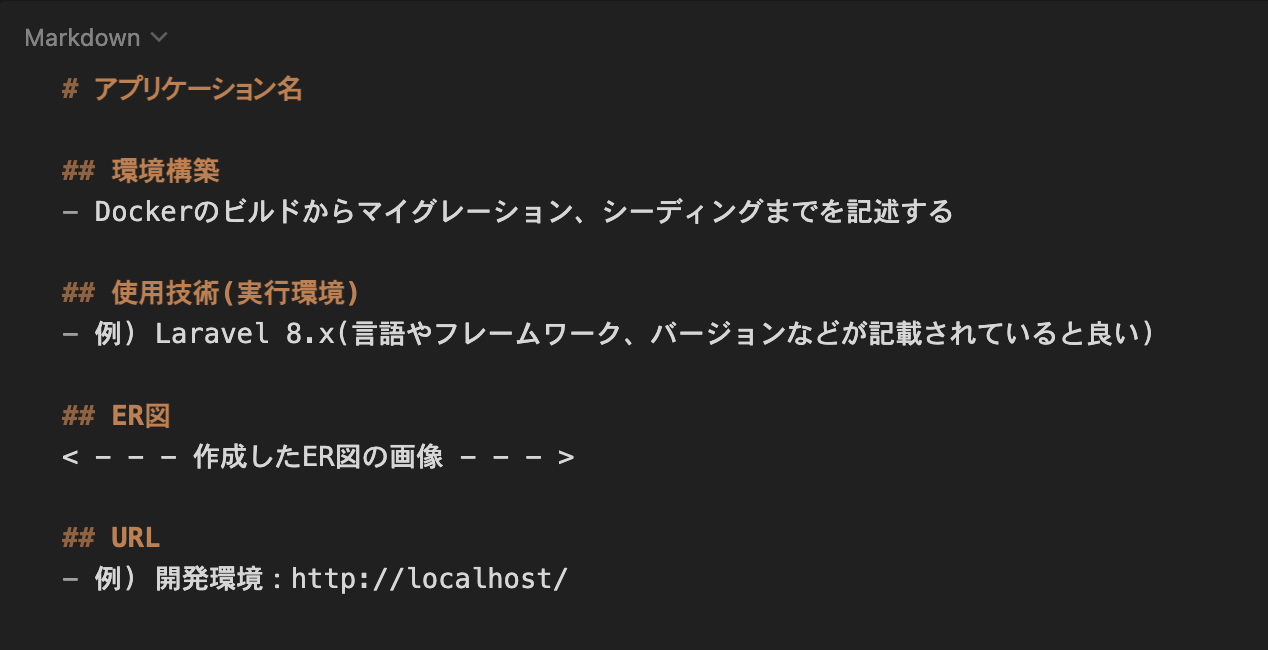 Markdown
# アプリケーション名
## 環境構築
- Dockerのビルドからマイグレーション、シーディングまでを記述する
## 使用技術(実行環境)
- 例) Laravel 8.x(言語やフレームワーク、バージョンなどが記載されていると良い)
## ER図
< - - - 作成したER図の画像 - - - >
## URL
- 例) 開発環境：http://localhost/